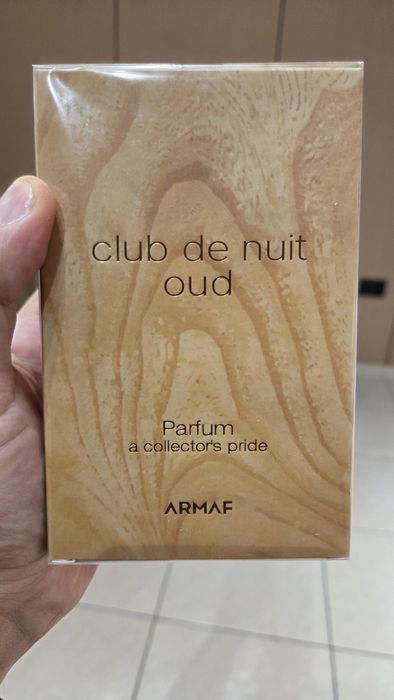 club de nuit
oud
Parfum
a collector's pride
ARMAF